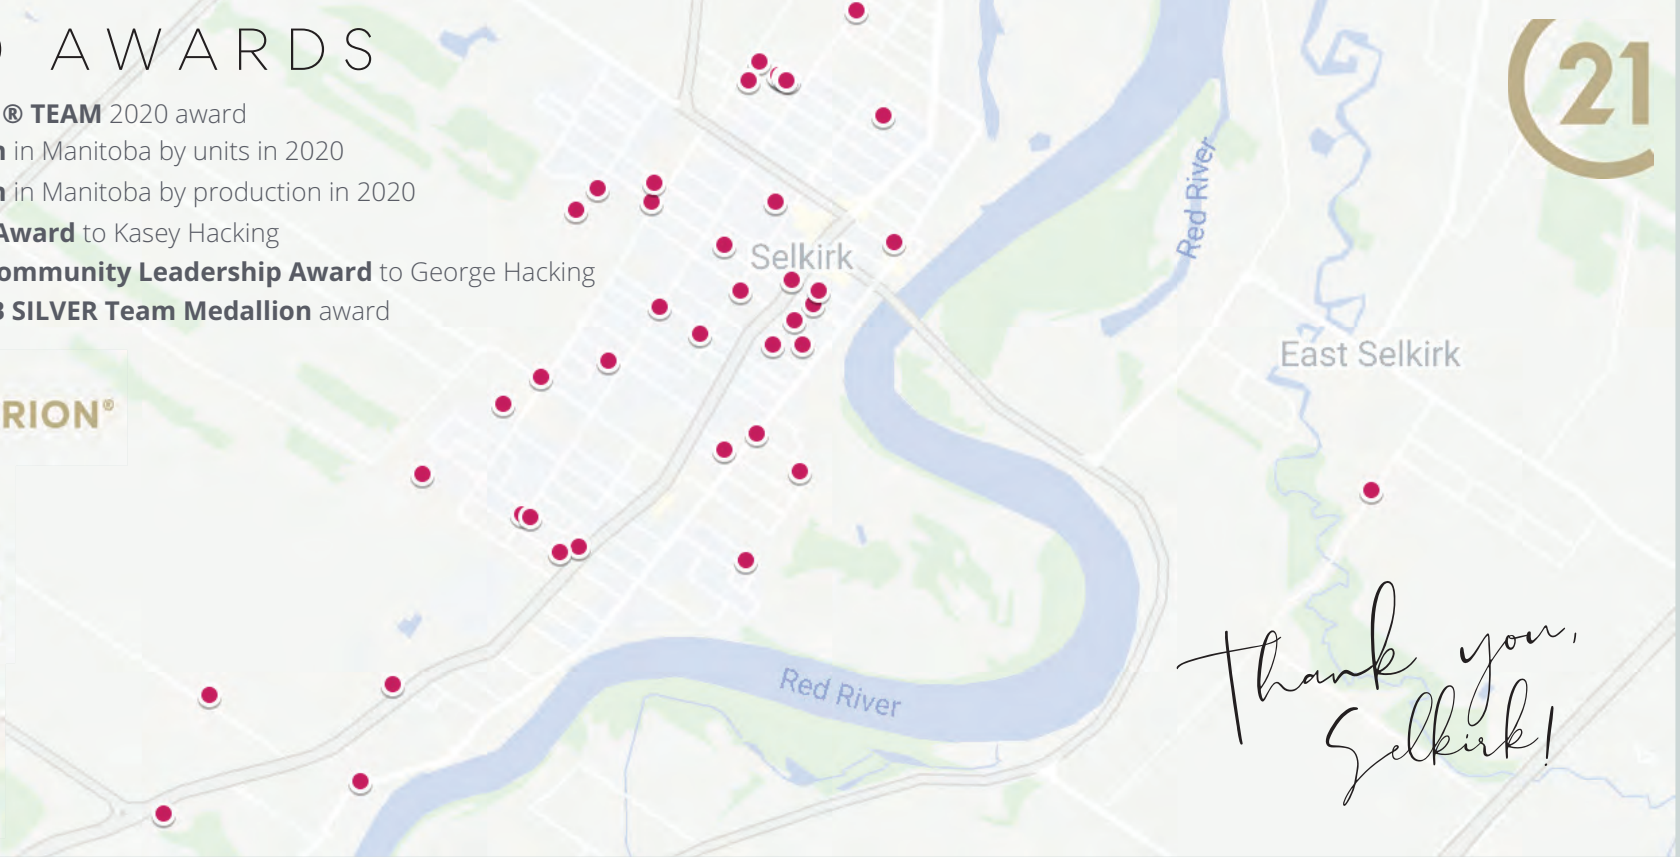 AWARDS
® TEAM 2020 award
in Manitoba by units in 2020
in Manitoba by production in 2020
Award to Kasey Hacking
ommunity Leadership Award to George Hacking
SILVER Team Medallion award
RION®
21
Red River
Selkirk
East Selkirk
Red River
Thank you,
Selkirk!